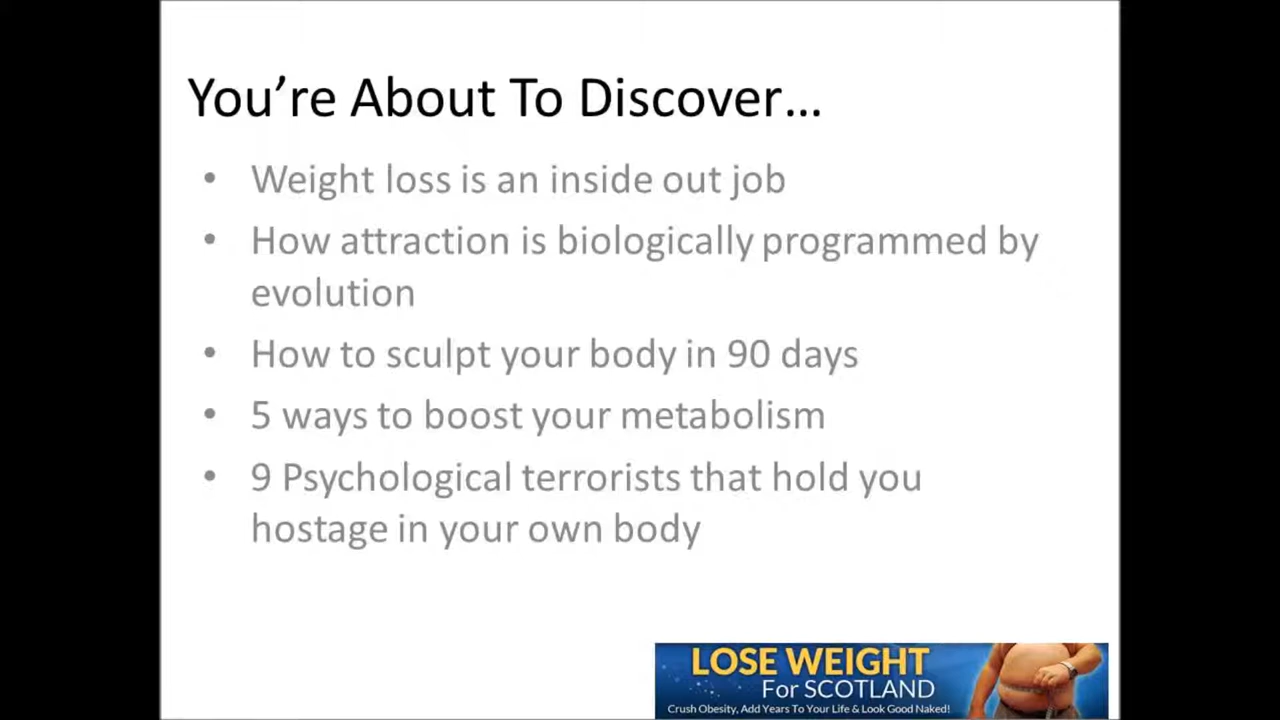 You’re About To Discover…
• Weight loss is an inside out job
• How attraction is biologically programmed by
evolution
• How to sculpt your body in 90 days
• 5 ways to boost your metabolism
• 9 Psychological terrorists that hold you
hostage in your own body
LOSE WEIGHT
For SCOTLAND
Crush Obesity, Add Years To Your Life & Look Good Naked!